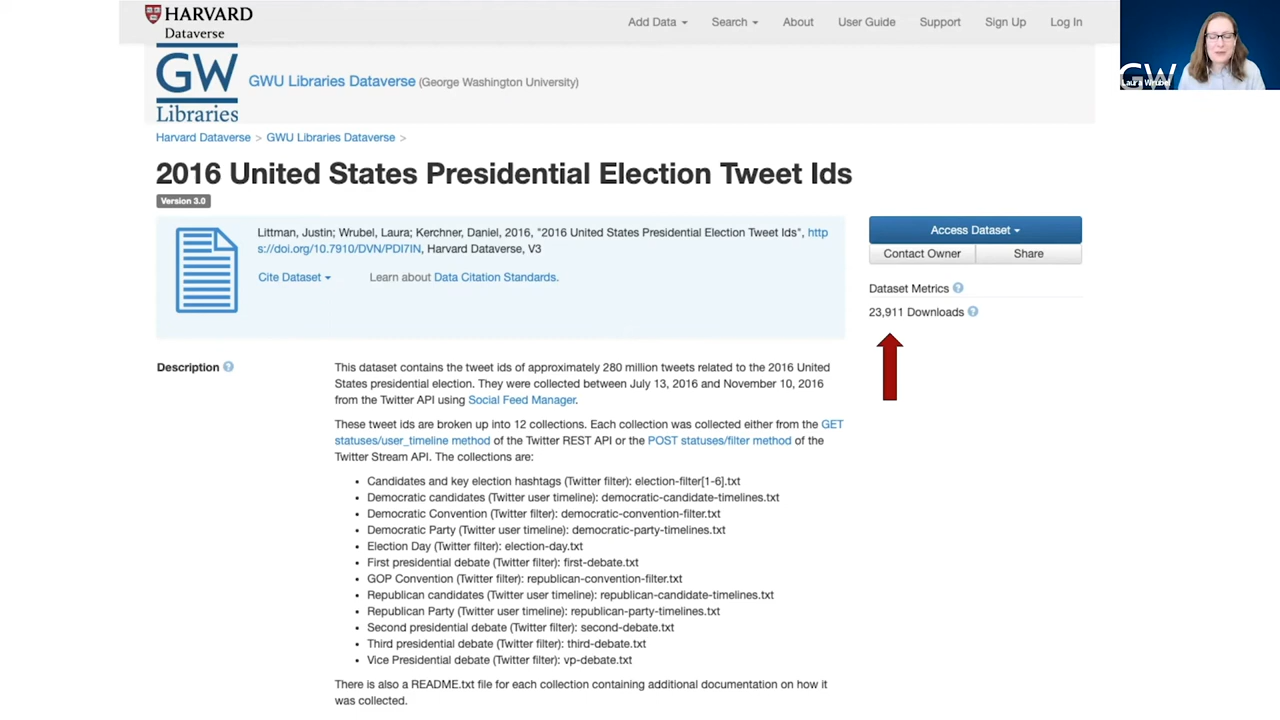 HARVARD
Dataverse
Add Data
Search
About
User Guide
Support
Sign Up
Log In
GW
Libraries
GWU Libraries Dataverse (George Washington University)
GW
Laura Wrubel
Harvard Dataverse > GWU Libraries Dataverse >
2016 United States Presidential Election Tweet Ids
Version 3.0
Littman, Justin; Wrubel, Laura; Kerchner, Daniel, 2016, "2016 United States Presidential Election Tweet Ids", http
s://doi.org/10.7910/DVN/PDI7IN, Harvard Dataverse, V3
Cite Dataset
Learn about Data Citation Standards.
Access Dataset
Contact Owner
Share
Dataset Metrics ?
23,911 Downloads ?
Description ?
This dataset contains the tweet ids of approximately 280 million tweets related to the 2016 United
States presidential election. They were collected between July 13, 2016 and November 10, 2016
from the Twitter API using Social Feed Manager.
These tweet ids are broken up into 12 collections. Each collection was collected either from the GET
statuses/user_timeline method of the Twitter REST API or the POST statuses/filter method of the
Twitter Stream API. The collections are:
• Candidates and key election hashtags (Twitter filter): election-filter[1-6].txt
• Democratic candidates (Twitter user timeline): democratic-candidate-timelines.txt
• Democratic Convention (Twitter filter): democratic-convention-filter.txt
• Democratic Party (Twitter user timeline): democratic-party-timelines.txt
• Election Day (Twitter filter): election-day.txt
• First presidential debate (Twitter filter): first-debate.txt
• GOP Convention (Twitter filter): republican-convention-filter.txt
• Republican candidates (Twitter user timeline): republican-candidate-timelines.txt
• Republican Party (Twitter user timeline): republican-party-timelines.txt
• Second presidential debate (Twitter filter): second-debate.txt
• Third presidential debate (Twitter filter): third-debate.txt
• Vice Presidential debate (Twitter filter): vp-debate.txt
There is also a README.txt file for each collection containing additional documentation on how it
was collected.